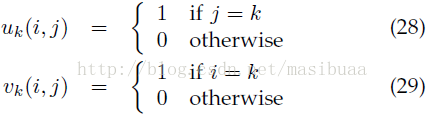 u_k(i, j) = { 1 if j = k
0 otherwise (28)
v_k(i, j) = { 1 if i = k
0 otherwise (29)
http://blog.csdn.net/masibuaa